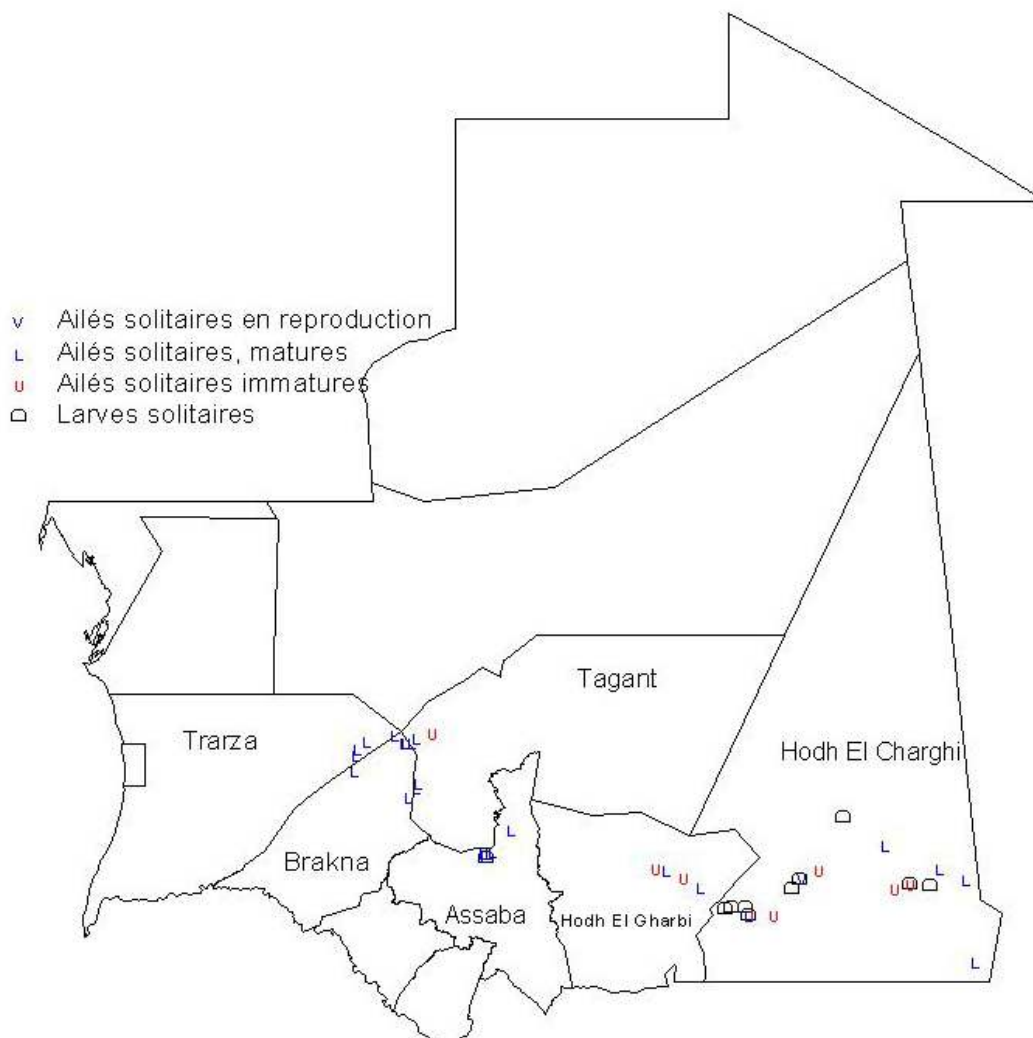 v Ailés solitaires en reproduction
L Ailés solitaires, matures
U Ailés solitaires immatures
Larves solitaires
Tagant
Trarza
Hodh El Charghi
Brakna
Assaba
Hodh El Gharbi